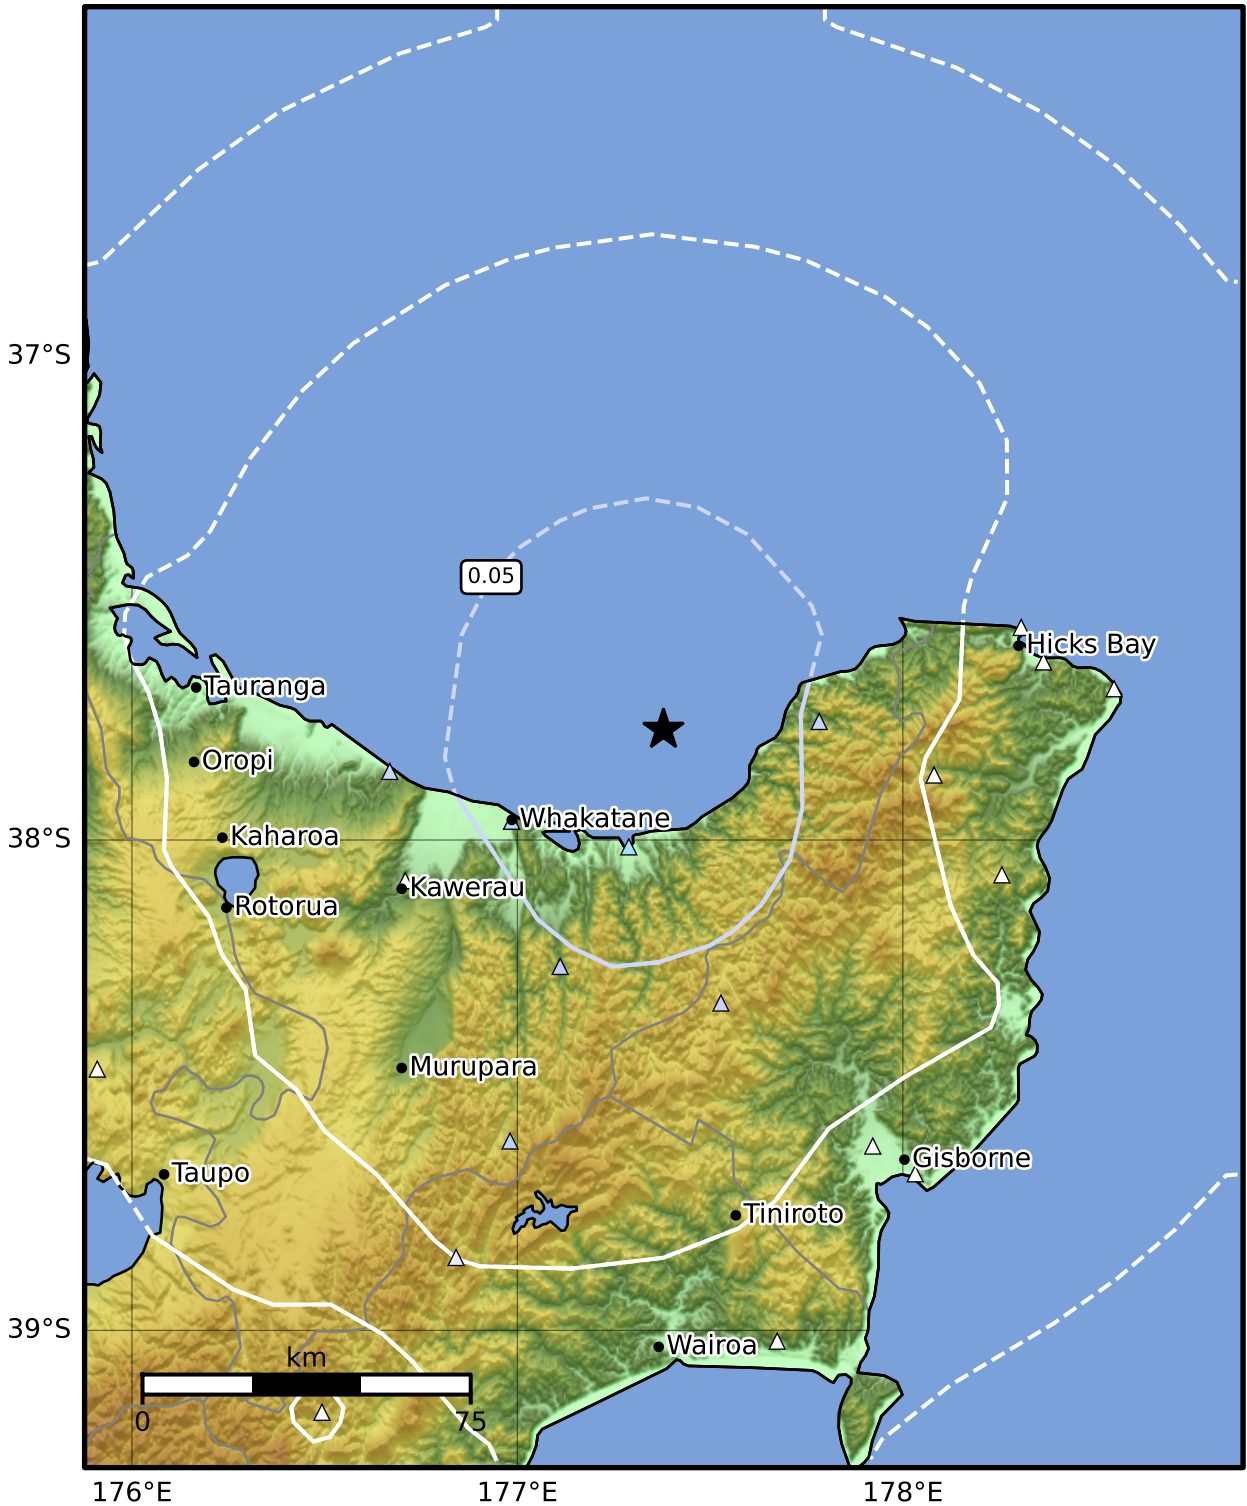 37°S
0.05
Hicks Bay
Tauranga
Oropi
Whakatane
38°S
Kaharoa
Kawerau
Rotorua
Murupara
Gisborne
Taupo
Tiniroto
39°S
Wairoa
km
0
75
176°E
177°E
178°E